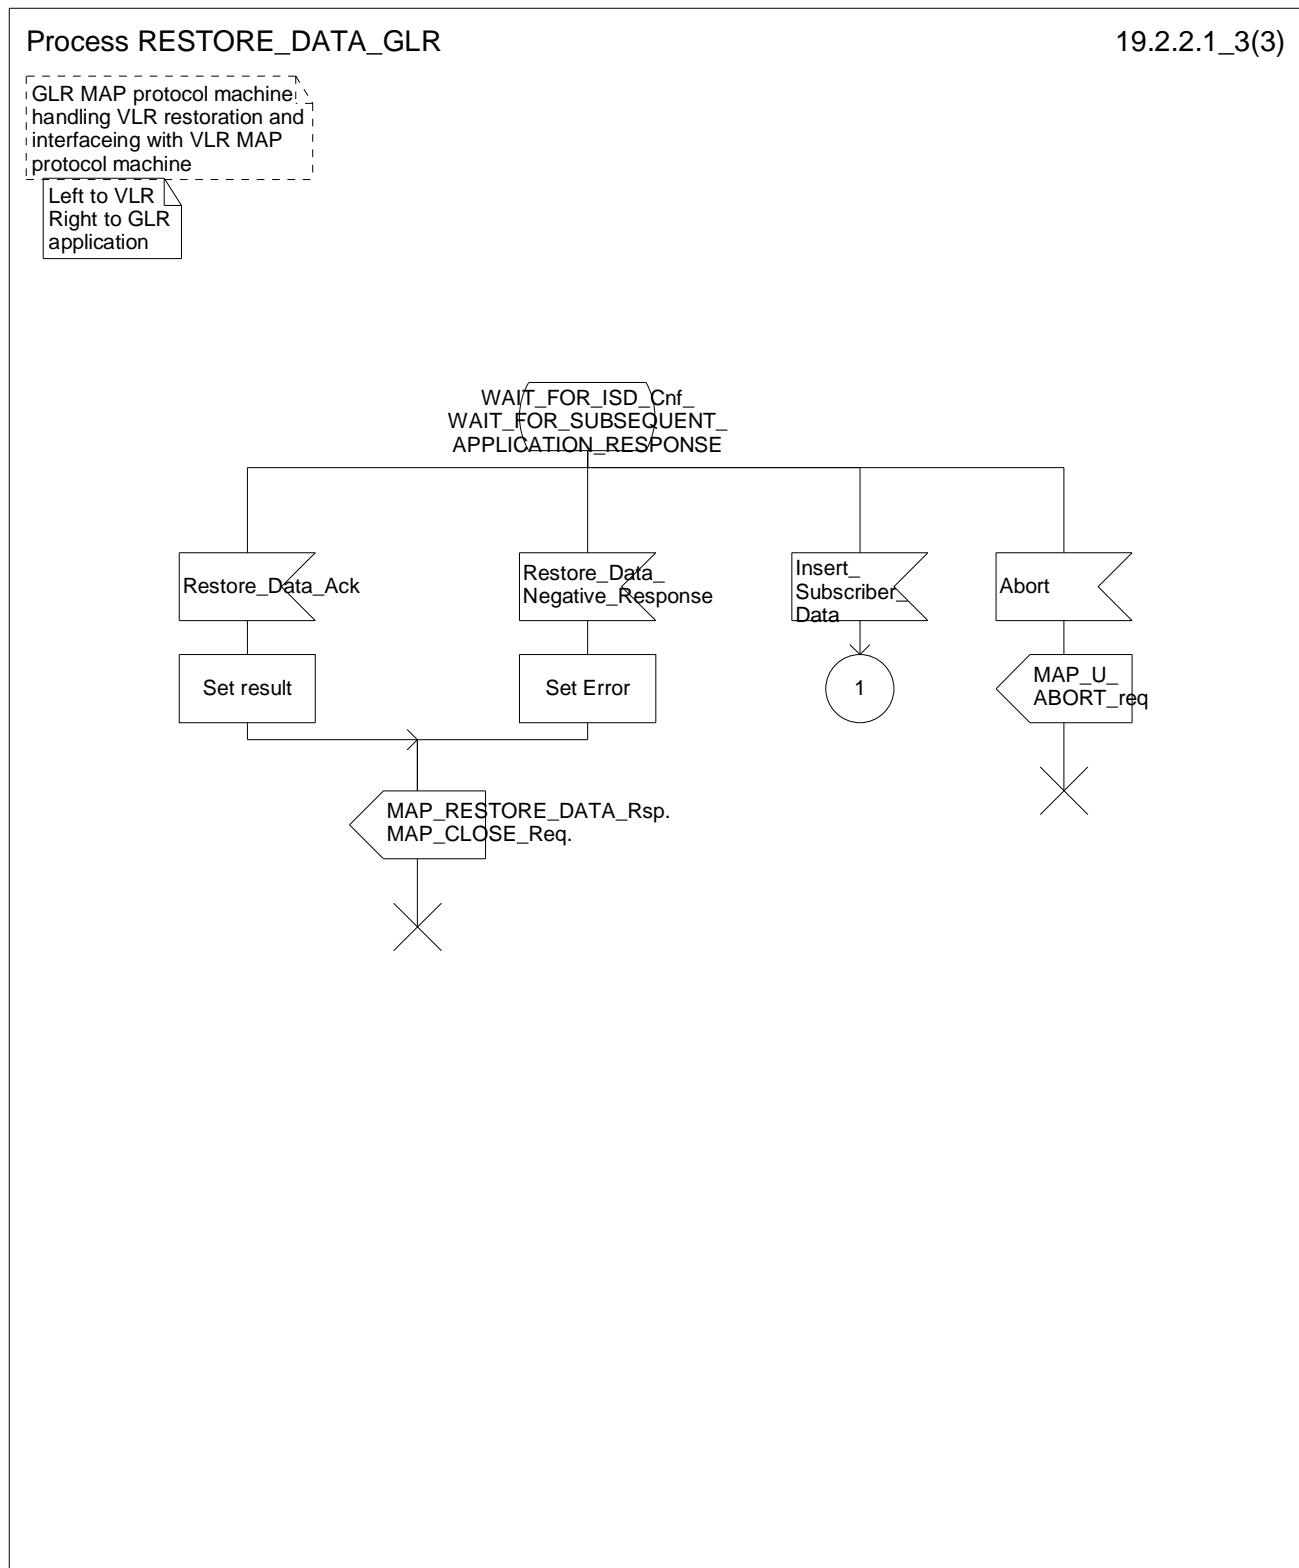 Process RESTORE_DATA_GLR
19.2.2.1_3(3)
GLR MAP protocol machine
handling VLR restoration and
interfaceing with VLR MAP
protocol machine
Left to VLR
Right to GLR
application
WAIT_FOR_ISD_Cnf_
WAIT_FOR_SUBSEQUENT_
APPLICATION_RESPONSE
Restore_Data_Ack
Restore_Data_
Negative_Response
Insert_
Subscriber_
Data
Abort
Set result
Set Error
1
MAP_U_
ABORT_req
MAP_RESTORE_DATA_Rsp.
MAP_CLOSE_Req.